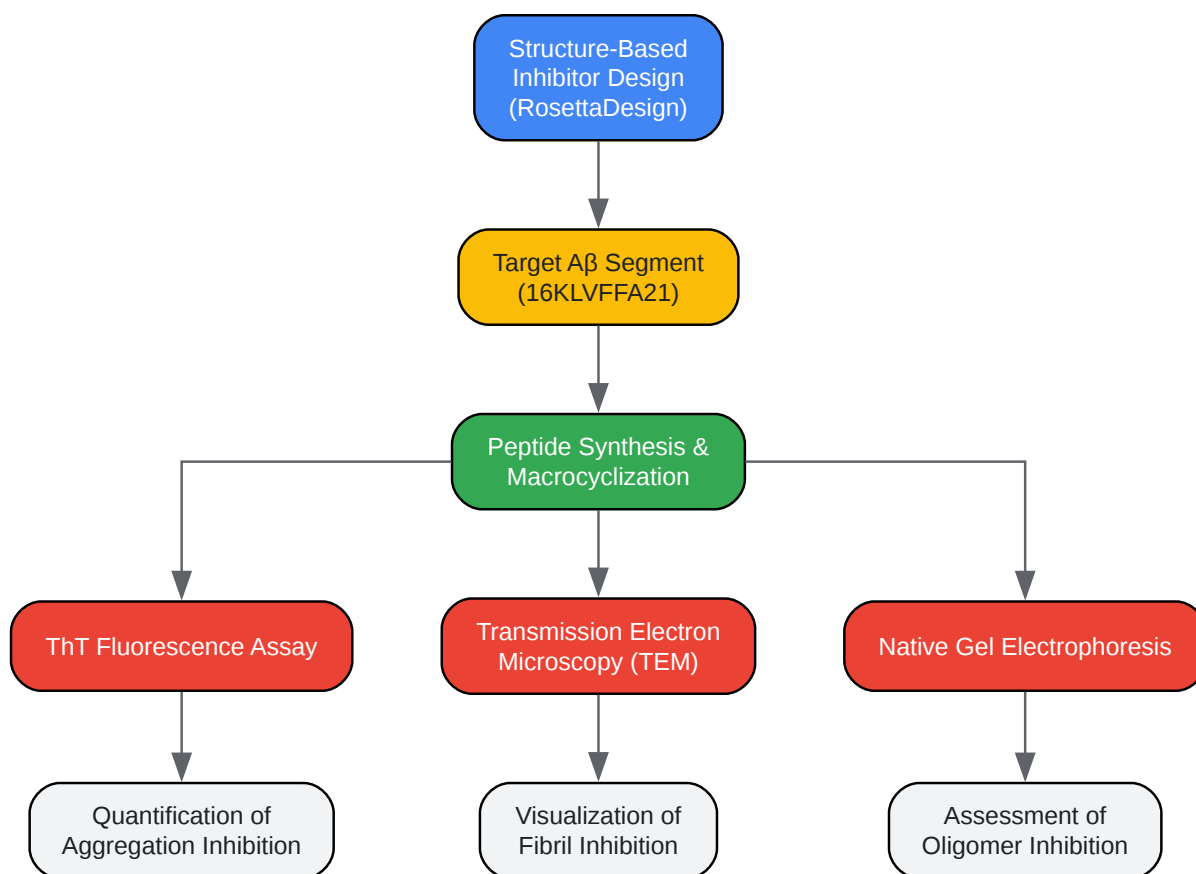 Structure-Based
Inhibitor Design
(RosettaDesign)
Target Aβ Segment
(16KLVFFA21)
Peptide Synthesis &
Macrocyclization
ThT Fluorescence Assay
Transmission Electron
Microscopy (TEM)
Native Gel Electrophoresis
Quantification of
Aggregation Inhibition
Visualization of
Fibril Inhibition
Assessment of
Oligomer Inhibition